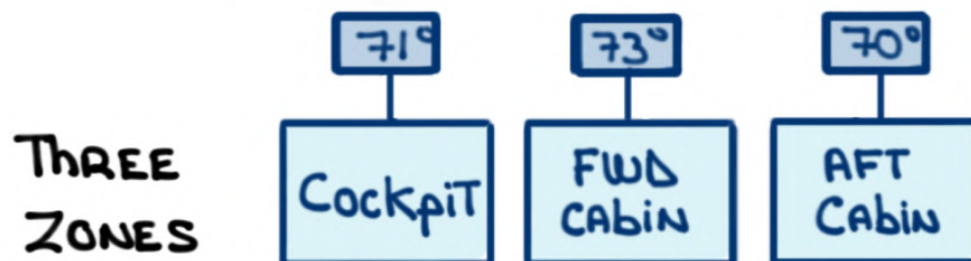 71° 73° 70°
ThREE
ZONES
CockpiT
FWD
CAbiN
AFT
CAbiN